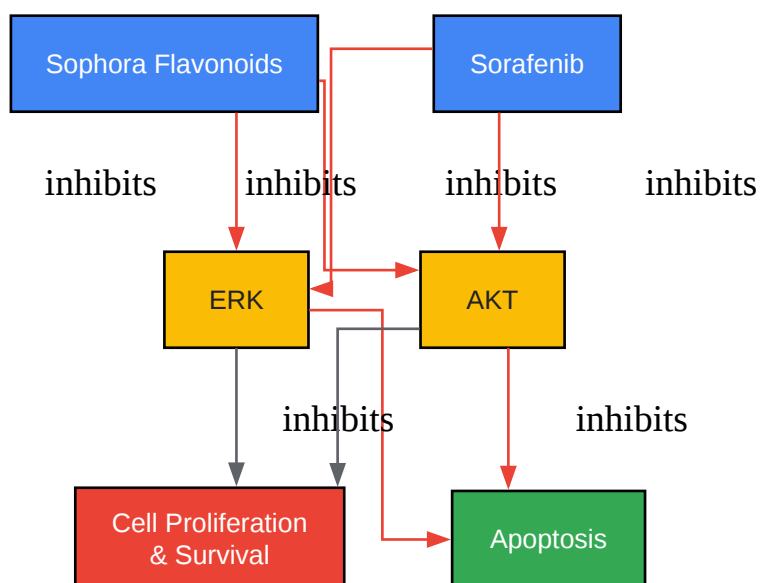 Sophora Flavonoids
Sorafenib
inhibits
inhibits
inhibits
inhibits
ERK
AKT
inhibits
inhibits
Cell Proliferation
& Survival
Apoptosis